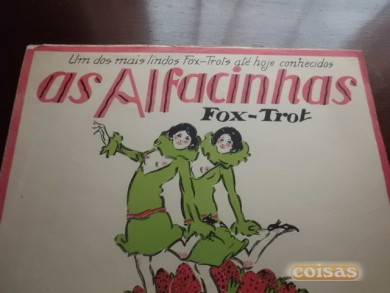 Um dos mais lindos Fox-Trots até hoje conhecidos
as Alfacinhas
Fox-Trot
coisas